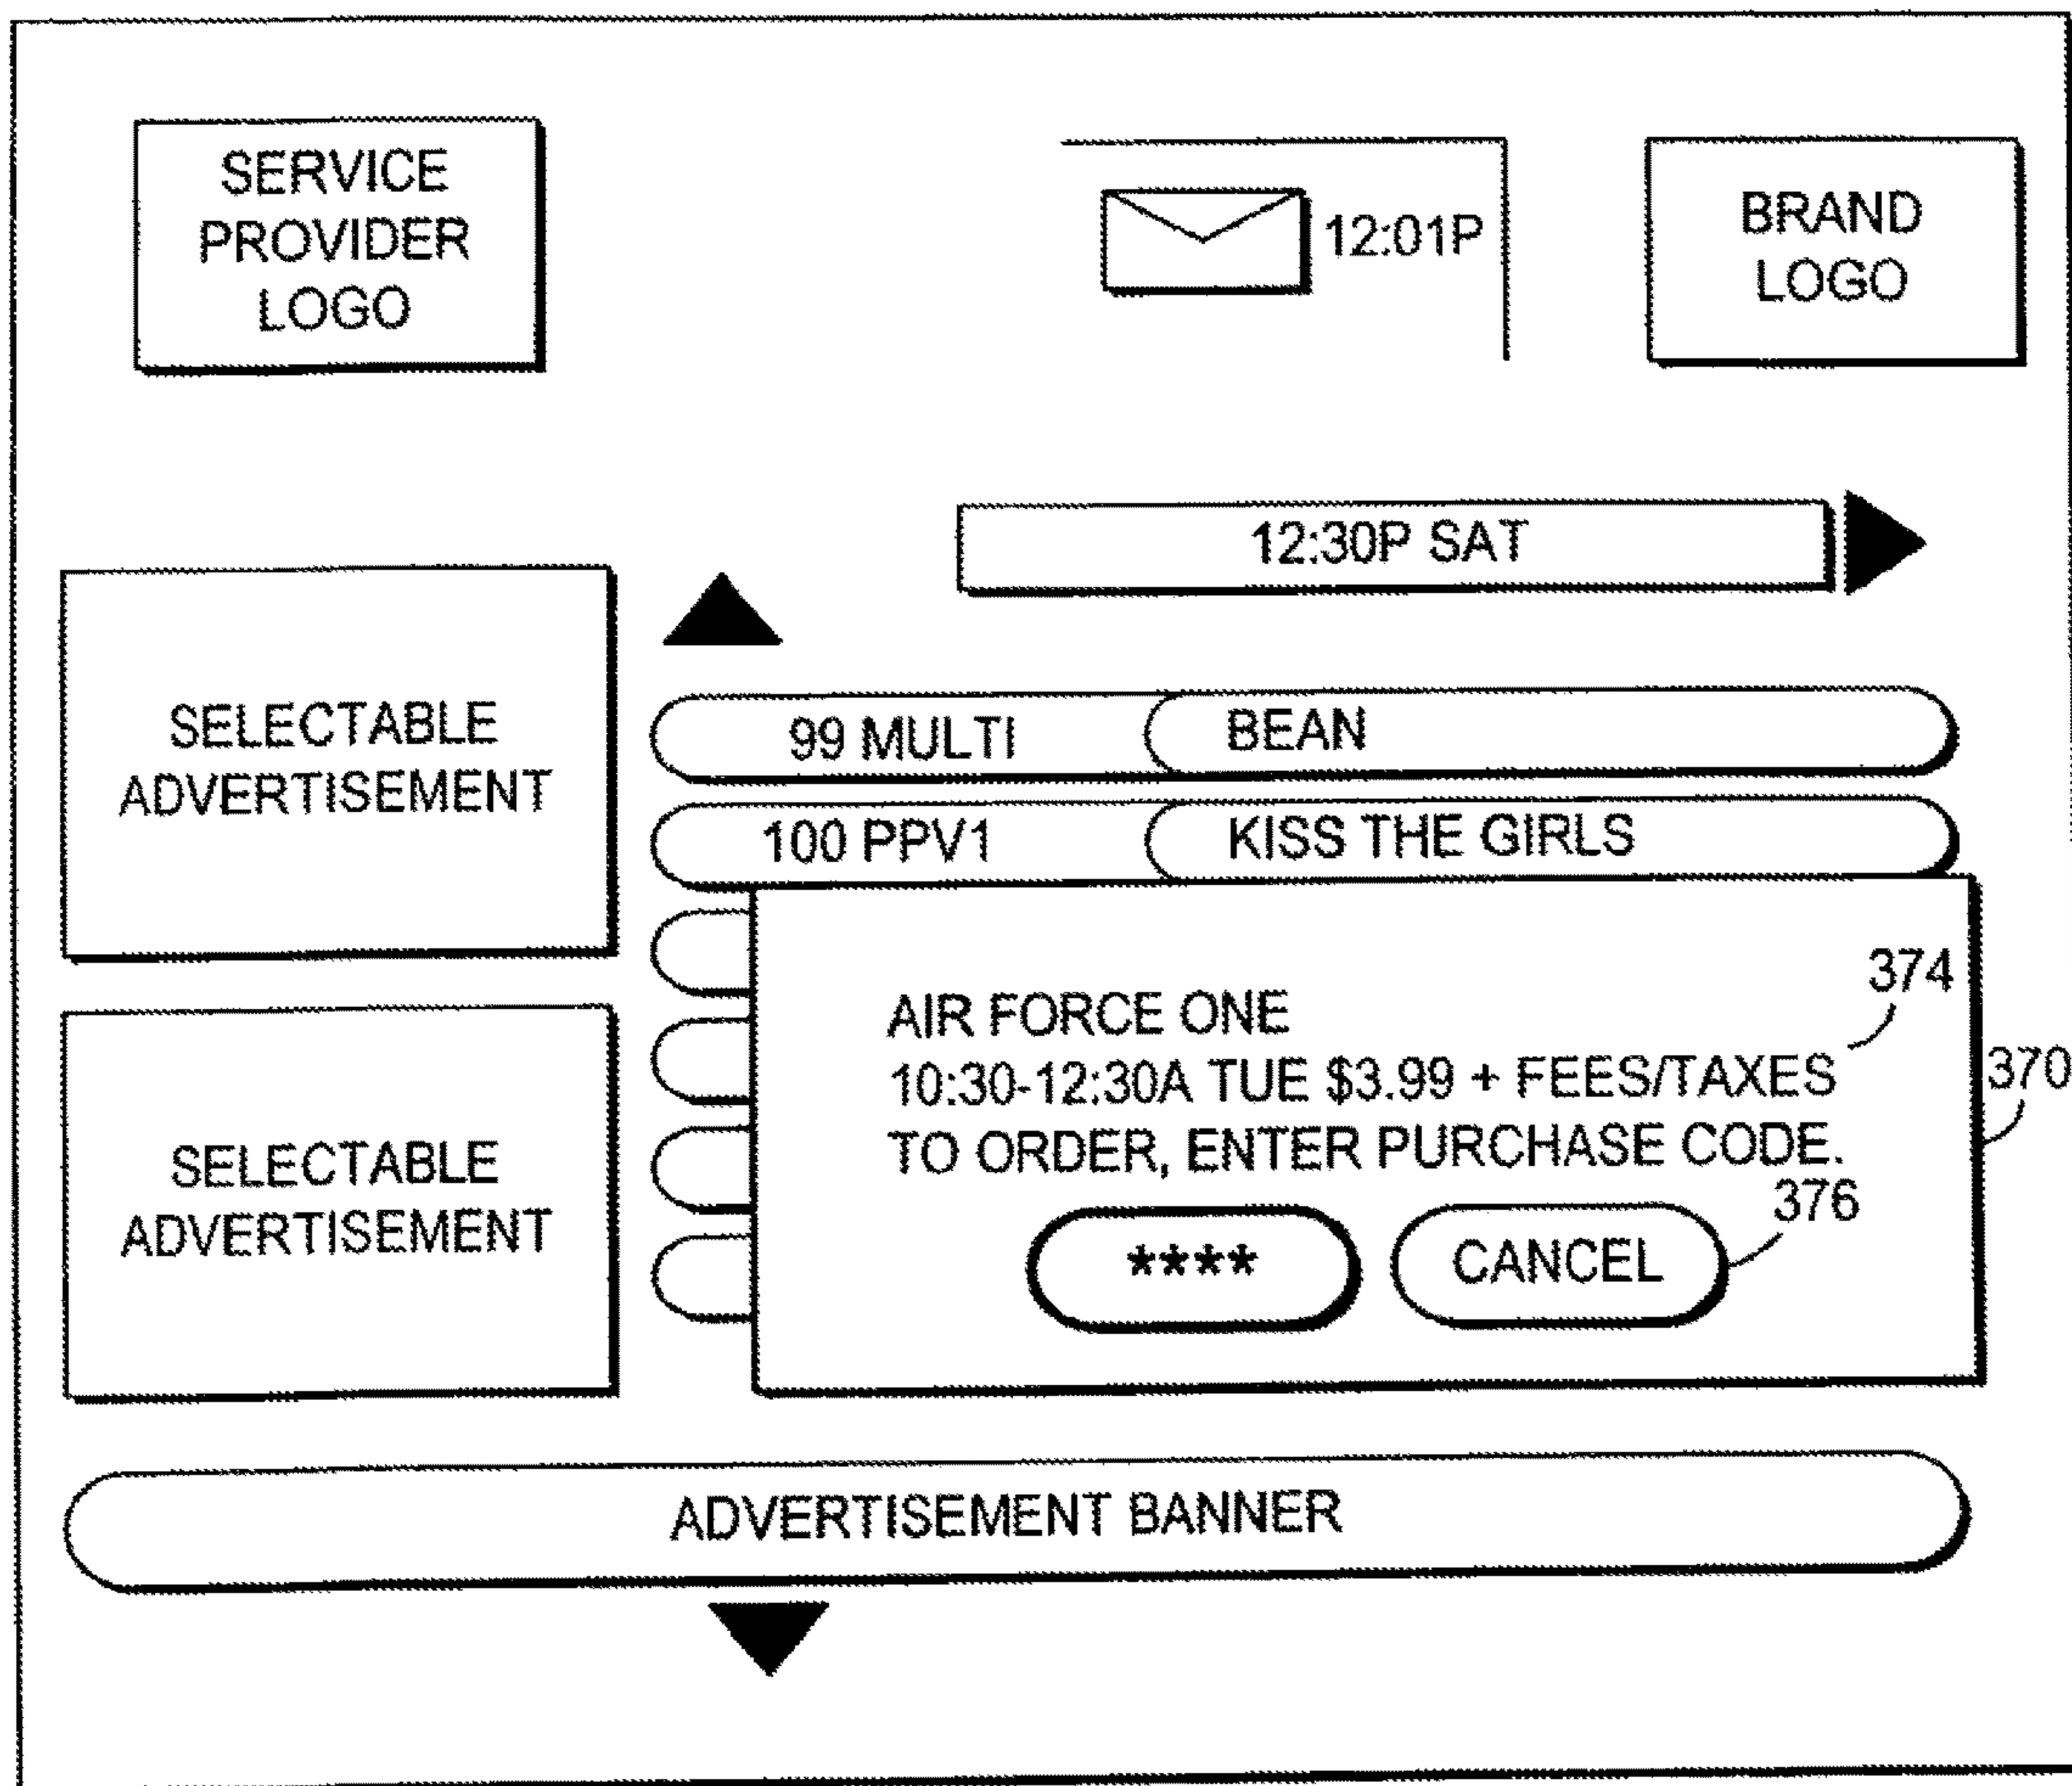 SERVICE
PROVIDER
LOGO
12:01P
BRAND
LOGO
12:30P SAT
SELECTABLE
ADVERTISEMENT
99 MULTI
BEAN
100 PPV1
KISS THE GIRLS
374
AIR FORCE ONE
10:30-12:30A TUE $3.99 + FEES/TAXES
370
TO ORDER, ENTER PURCHASE CODE.
376
****
CANCEL
SELECTABLE
ADVERTISEMENT
ADVERTISEMENT BANNER